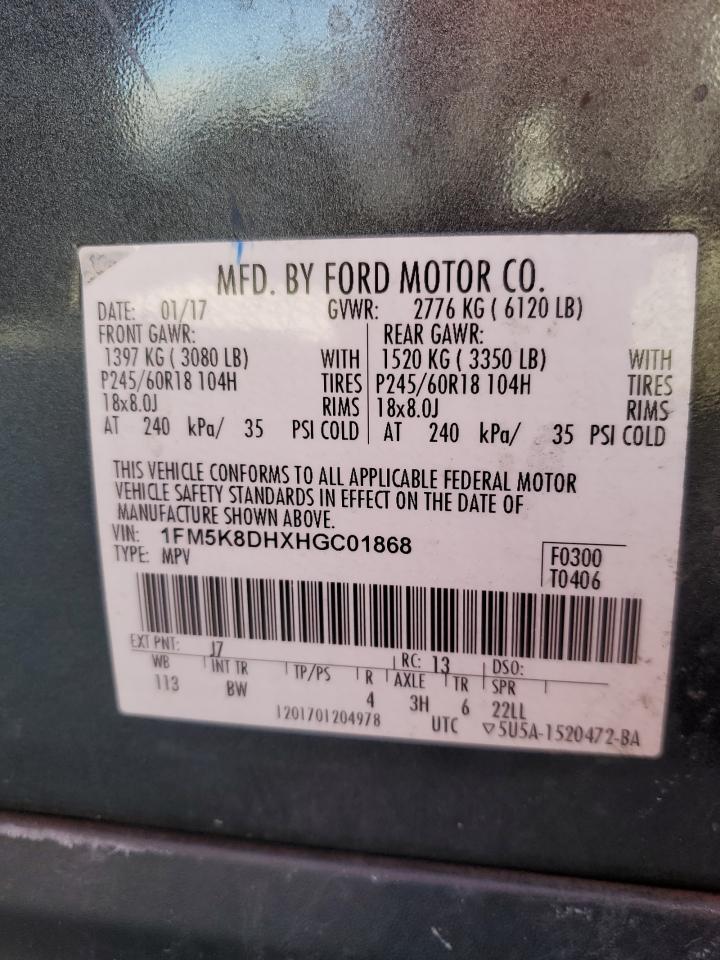 MFD. BY FORD MOTOR CO.
DATE: 01/17 GVWR: 2776 KG ( 6120 LB)
FRONT GAWR: REAR GAWR:
1397 KG ( 3080 LB) WITH 1520 KG ( 3350 LB) WITH
P245/60R18 104H TIRES P245/60R18 104H TIRES
18x8.0J RIMS 18x8.0J RIMS
AT 240 kPa/ 35 PSI COLD AT 240 kPa/ 35 PSI COLD
THIS VEHICLE CONFORMS TO ALL APPLICABLE FEDERAL MOTOR
VEHICLE SAFETY STANDARDS IN EFFECT ON THE DATE OF
MANUFACTURE SHOWN ABOVE.
VIN: 1FM5K8DHXHGC01868
TYPE: MPV F0300
T0406
EXT PNT: J7 RC: 13 DSO:
WB INT TR TP/PS R AXLE TR SPR
113 BW 4 3H 6 22LL
1201701204978 UTC ▽5U5A-1520472-BA